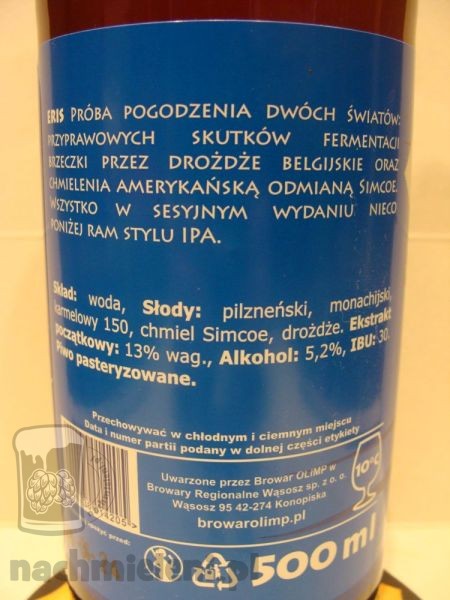 ERIS PRÓBA POGODZENIA DWÓCH ŚWIATÓW:
PRZYPRAWOWYCH SKUTKÓW FERMENTACJI
BRZECZKI PRZEZ DROŻDŻE BELGIJSKIE ORAZ
CHMIELENIA AMERYKAŃSKĄ ODMIANĄ SIMCOE.
WSZYSTKO W SESYJNYM WYDANIU NIECO
PONIŻEJ RAM STYLU IPA.
Skład: woda, Słody: pilzneński, monachijski,
karmelowy 150, chmiel Simcoe, drożdże. Ekstrakt
początkowy: 13% wag., Alkohol: 5,2%, IBU: 30.
Piwo pasteryzowane.
Przechowywać w chłodnym i ciemnym miejscu
Data i numer partii podany w dolnej części etykiety
Uwarzone przez Browar OLIMP w
Browary Regionalne Wąsosz sp. z o. o.
Wąsosz 95 42-274 Konopiska
browarolimp.pl
10°C
przed:
500 ml
nachmielony.pl